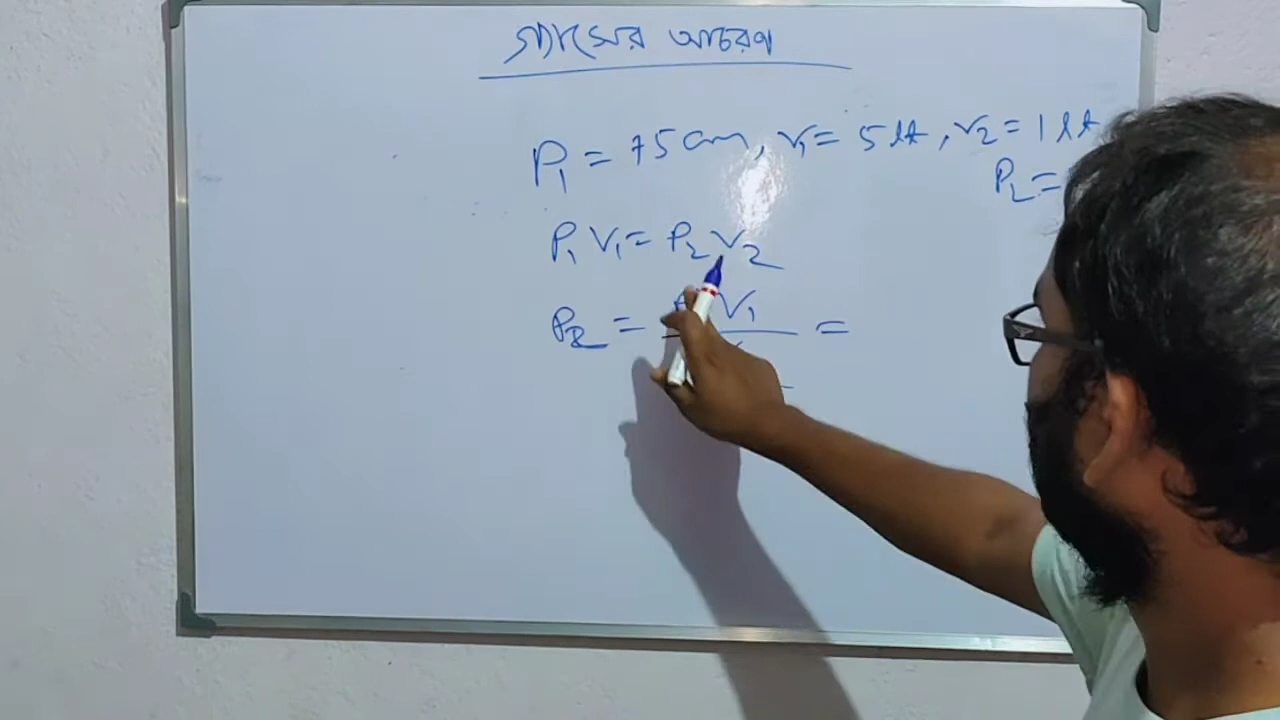 গ্যাসের আচরণ
P₁ = 75 cm, V₁ = 5 lt, V₂ = 1 lt
P₂ =
P₁ V₁ = P₂ V₂
P₂ = V₁ =